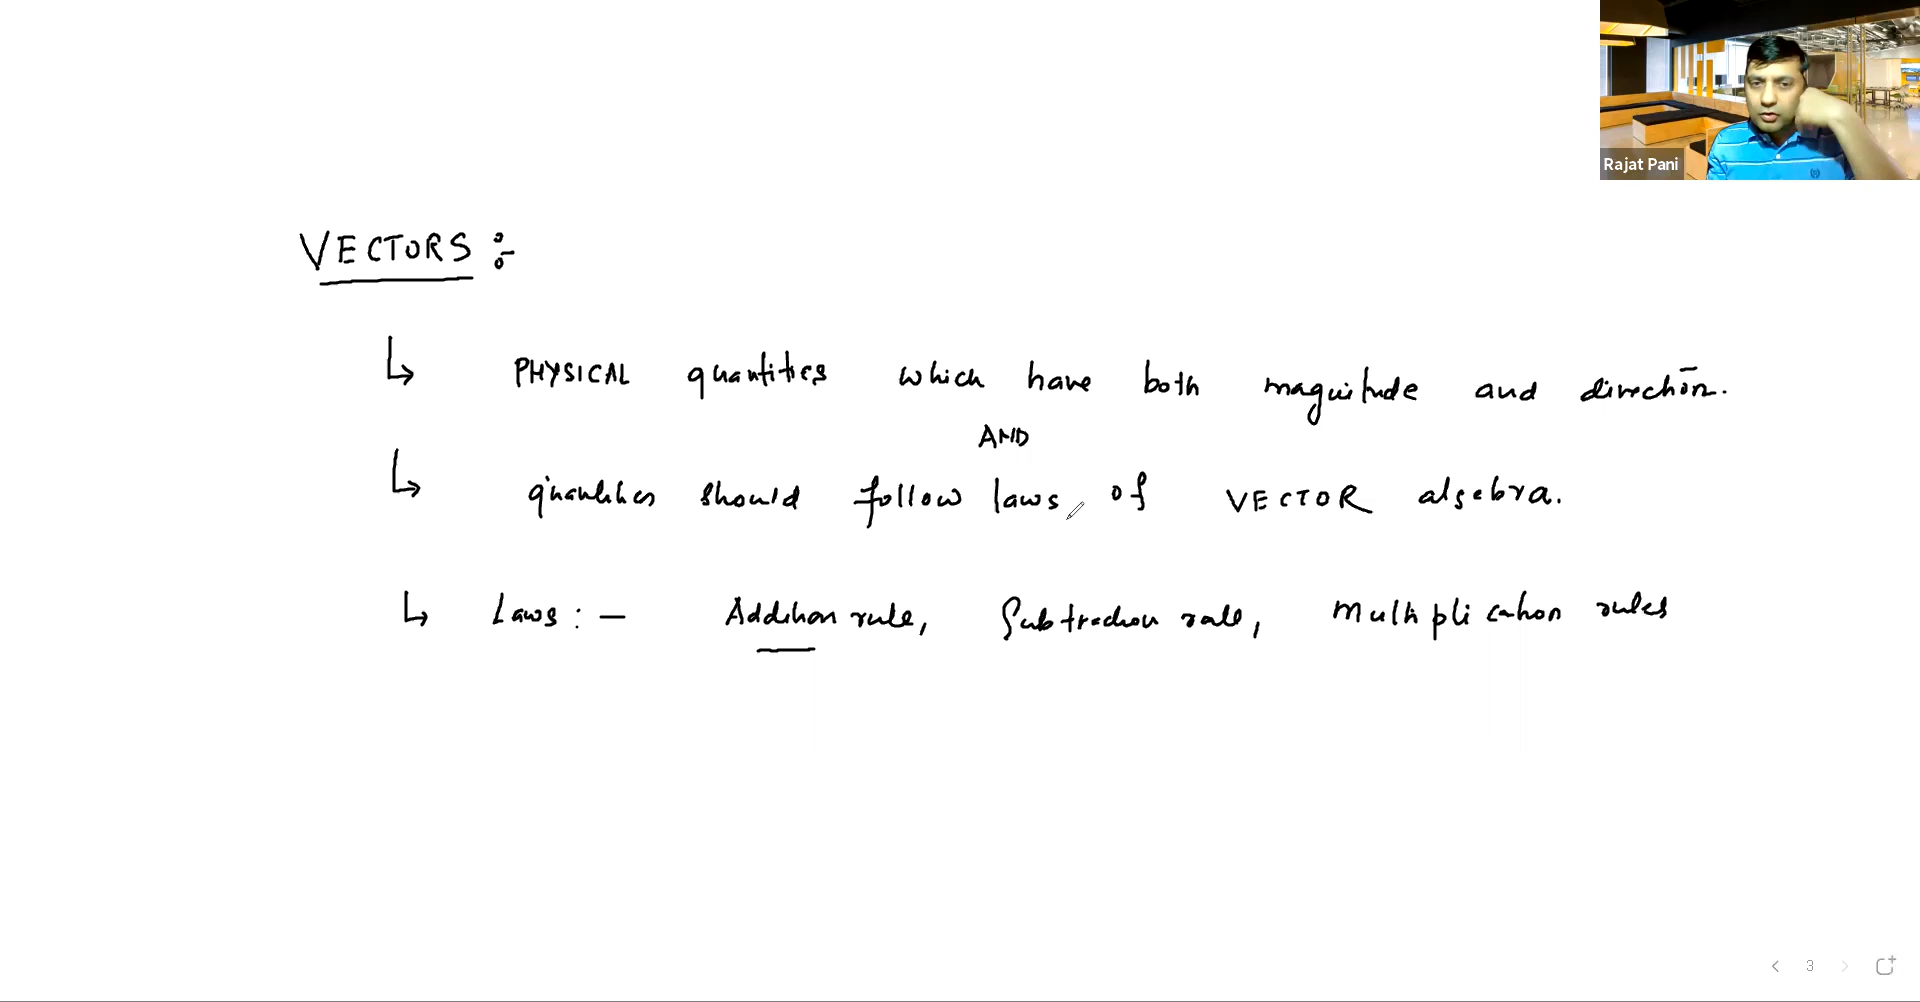 Rajat Pani
VECTORS :-
↳ PHYSICAL quantities which have both magnitude and direction.
AND
↳ quantities should follow laws of VECTOR algebra.
↳ Laws :- Addition rule, Subtraction rule, Multiplication rules
3